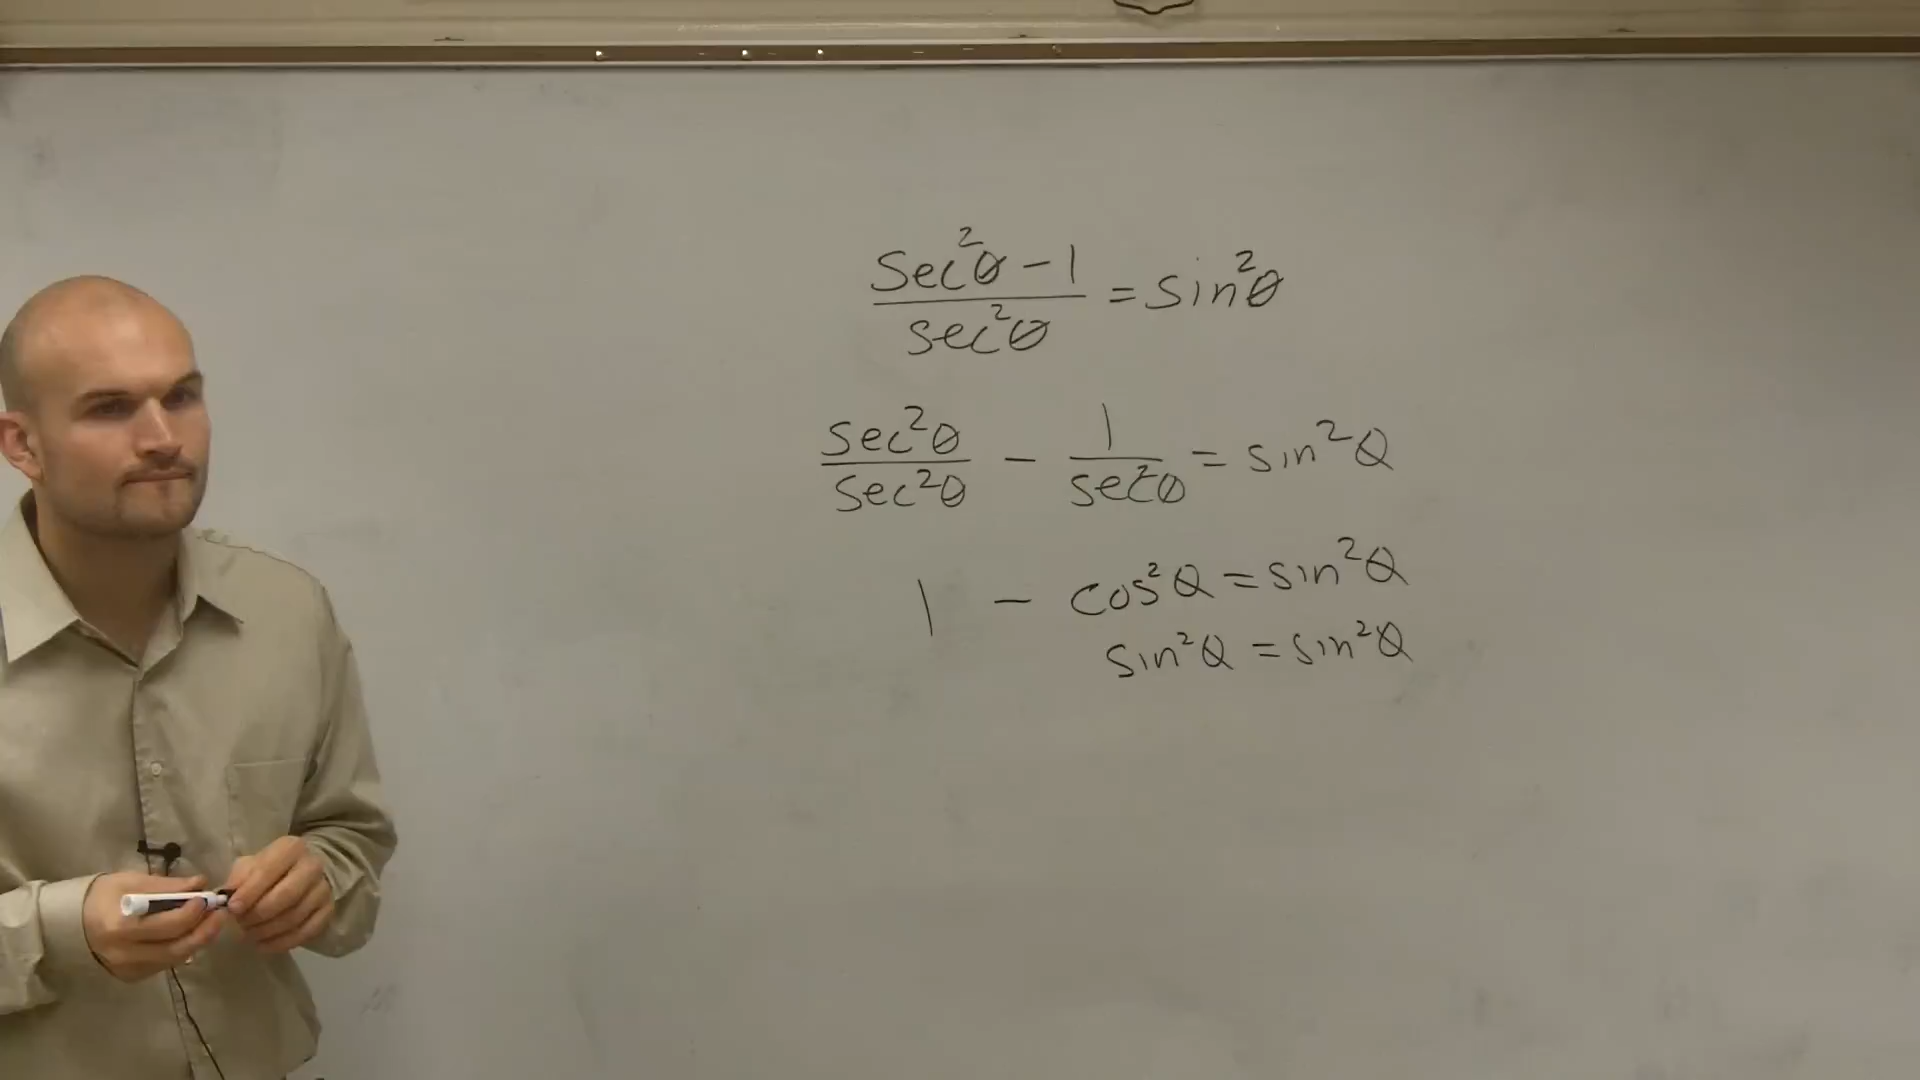 sec²θ - 1 / sec²θ = sin²θ
sec²θ / sec²θ - 1 / sec²θ = sin²θ
1 - cos²θ = sin²θ
sin²θ = sin²θ